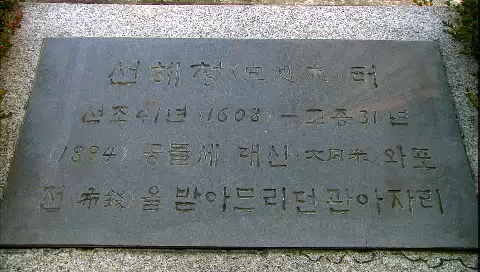 선혜청(宣惠廳)터
선조41년(1608)-고종31년
(1894) 공물세 대신(大同米)와포
전(布錢)을 받아드리던관아자리